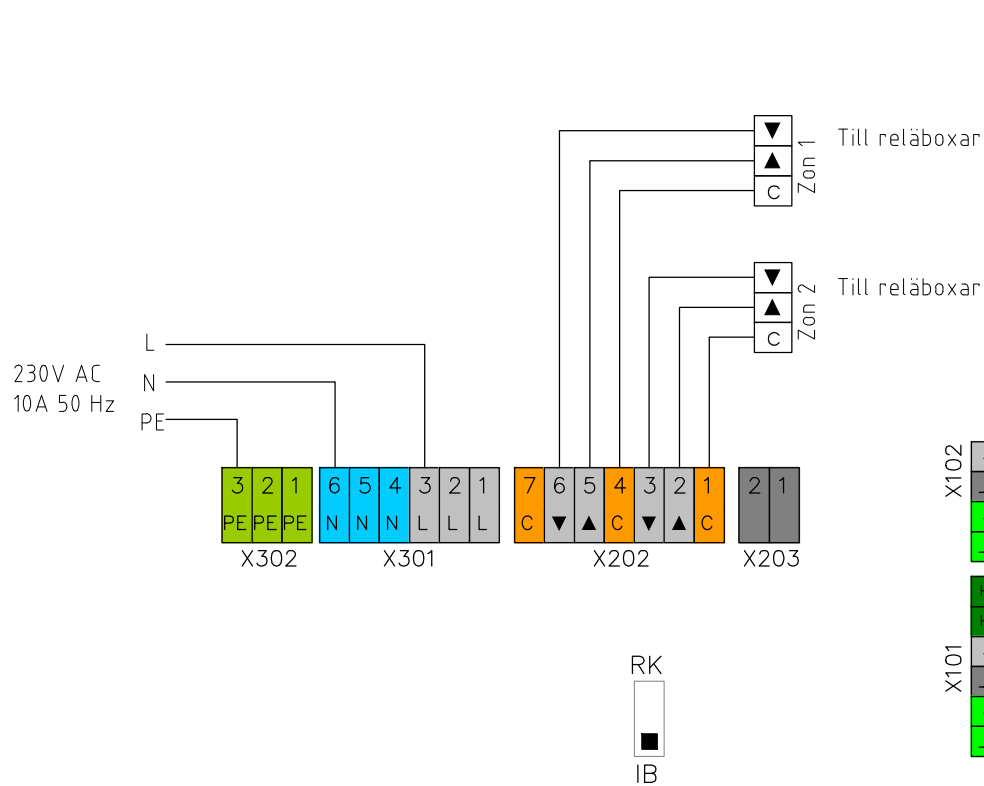 ▼
▲
C
Zon 1
Till reläboxar
▼
▲
C
Zon 2
Till reläboxar
L
N
PE
230V AC
10A 50 Hz
3 2 1
PE PE PE
X302
6 5 4 3 2 1
N N N L L L
X301
7 6 5 4 3 2 1
C ▼ ▲ C ▼ ▲ C
X202
2 1
X203
X102
X101
RK
IB